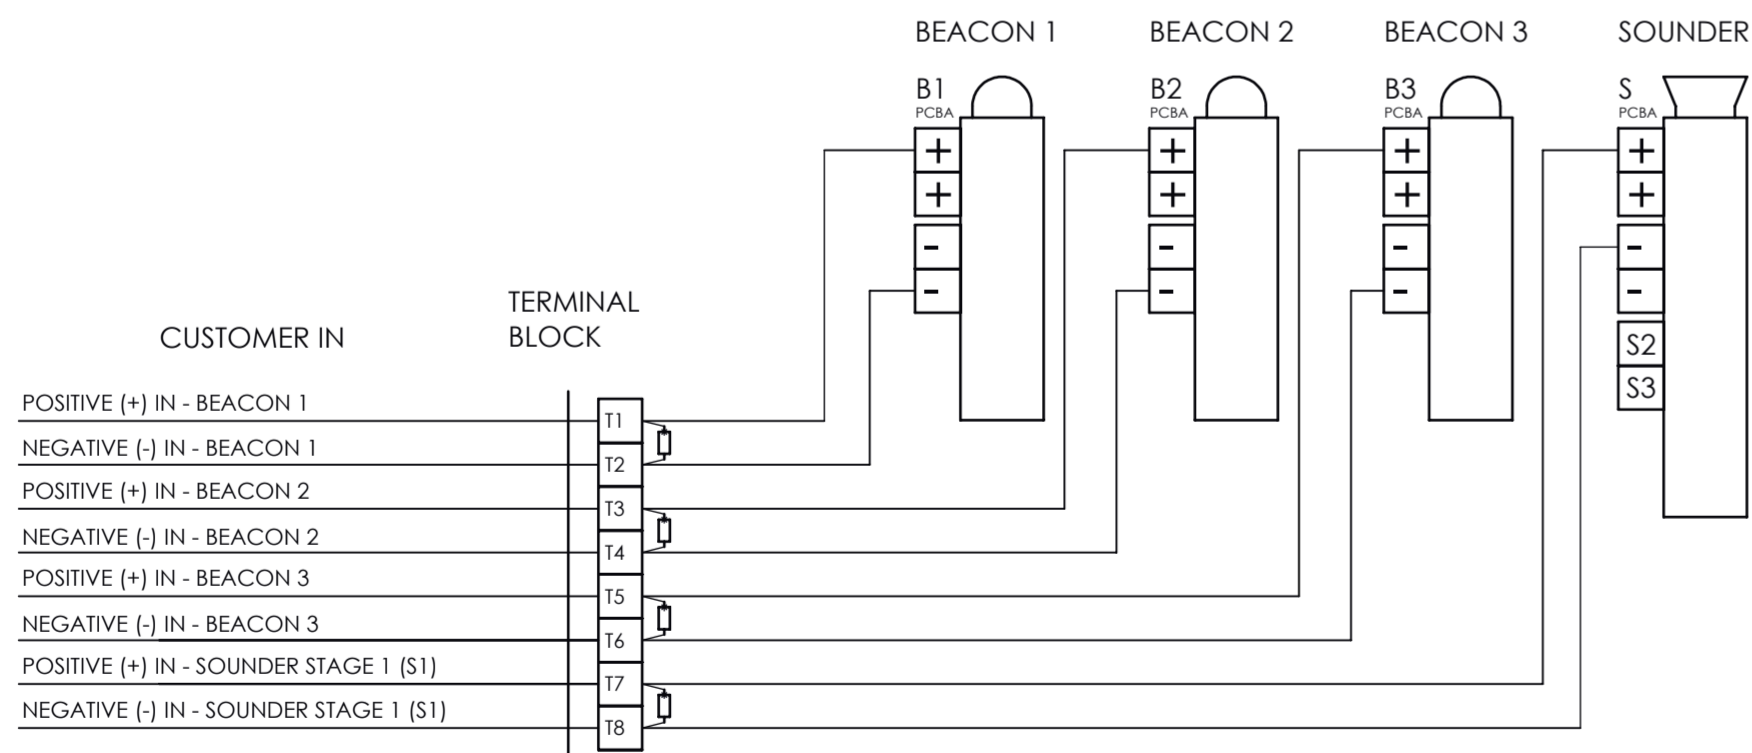 BEACON 1
BEACON 2
BEACON 3
SOUNDER
B1
PCBA
+
+
-
-
B2
PCBA
+
+
-
-
B3
PCBA
+
+
-
-
S
PCBA
+
+
-
-
S2
S3
CUSTOMER IN
TERMINAL
BLOCK
POSITIVE (+) IN - BEACON 1
T1
NEGATIVE (-) IN - BEACON 1
T2
POSITIVE (+) IN - BEACON 2
T3
NEGATIVE (-) IN - BEACON 2
T4
POSITIVE (+) IN - BEACON 3
T5
NEGATIVE (-) IN - BEACON 3
T6
POSITIVE (+) IN - SOUNDER STAGE 1 (S1)
T7
NEGATIVE (-) IN - SOUNDER STAGE 1 (S1)
T8